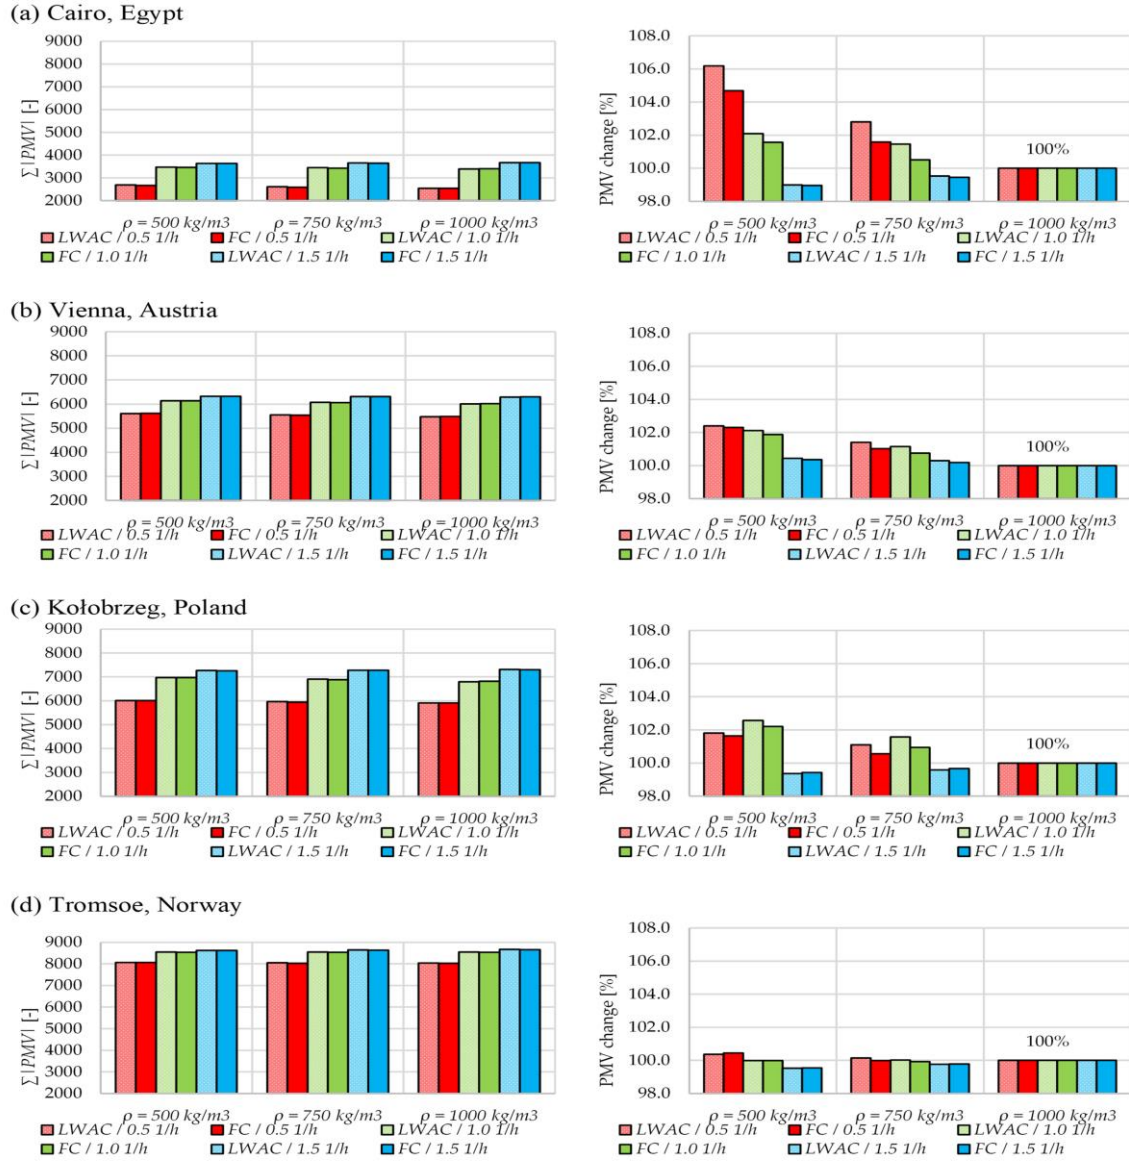 (a) Cairo, Egypt
9000
8000
7000
6000
5000
4000
3000
2000
∑|PMV| [-]
ρ = 500 kg/m3
ρ = 750 kg/m3
ρ = 1000 kg/m3
LWAC / 0.5 1/h
FC / 0.5 1/h
LWAC / 1.0 1/h
FC / 1.0 1/h
LWAC / 1.5 1/h
FC / 1.5 1/h
108.0
106.0
104.0
102.0
100.0
98.0
PMV change [%]
100%
ρ = 500 kg/m3
ρ = 750 kg/m3
ρ = 1000 kg/m3
LWAC / 0.5 1/h
FC / 0.5 1/h
LWAC / 1.0 1/h
FC / 1.0 1/h
LWAC / 1.5 1/h
FC / 1.5 1/h
(b) Vienna, Austria
9000
8000
7000
6000
5000
4000
3000
2000
∑|PMV| [-]
ρ = 500 kg/m3
ρ = 750 kg/m3
ρ = 1000 kg/m3
LWAC / 0.5 1/h
FC / 0.5 1/h
LWAC / 1.0 1/h
FC / 1.0 1/h
LWAC / 1.5 1/h
FC / 1.5 1/h
108.0
106.0
104.0
102.0
100.0
98.0
PMV change [%]
100%
ρ = 500 kg/m3
ρ = 750 kg/m3
ρ = 1000 kg/m3
LWAC / 0.5 1/h
FC / 0.5 1/h
LWAC / 1.0 1/h
FC / 1.0 1/h
LWAC / 1.5 1/h
FC / 1.5 1/h
(c) Kołobrzeg, Poland
9000
8000
7000
6000
5000
4000
3000
2000
∑|PMV| [-]
ρ = 500 kg/m3
ρ = 750 kg/m3
ρ = 1000 kg/m3
LWAC / 0.5 1/h
FC / 0.5 1/h
LWAC / 1.0 1/h
FC / 1.0 1/h
LWAC / 1.5 1/h
FC / 1.5 1/h
108.0
106.0
104.0
102.0
100.0
98.0
PMV change [%]
100%
ρ = 500 kg/m3
ρ = 750 kg/m3
ρ = 1000 kg/m3
LWAC / 0.5 1/h
FC / 0.5 1/h
LWAC / 1.0 1/h
FC / 1.0 1/h
LWAC / 1.5 1/h
FC / 1.5 1/h
(d) Tromsoe, Norway
9000
8000
7000
6000
5000
4000
3000
2000
∑|PMV| [-]
ρ = 500 kg/m3
ρ = 750 kg/m3
ρ = 1000 kg/m3
LWAC / 0.5 1/h
FC / 0.5 1/h
LWAC / 1.0 1/h
FC / 1.0 1/h
LWAC / 1.5 1/h
FC / 1.5 1/h
108.0
106.0
104.0
102.0
100.0
98.0
PMV change [%]
100%
ρ = 500 kg/m3
ρ = 750 kg/m3
ρ = 1000 kg/m3
LWAC / 0.5 1/h
FC / 0.5 1/h
LWAC / 1.0 1/h
FC / 1.0 1/h
LWAC / 1.5 1/h
FC / 1.5 1/h